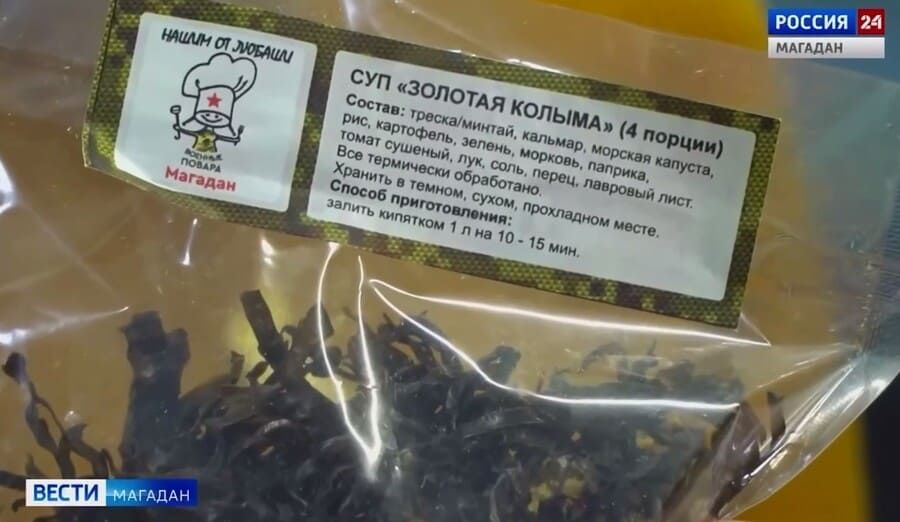 РОССИЯ 24
МАГАДАН
НАШИМ ОТ ЛЮБАШИ
ВОЕННЫЕ
ПОВАРА
Магадан
СУП «ЗОЛОТАЯ КОЛЫМА» (4 порции)
Состав: треска/минтай, кальмар, морская капуста,
рис, картофель, зелень, морковь, паприка,
томат сушеный, лук, соль, перец, лавровый лист.
Все термически обработано.
Хранить в темном, сухом, прохладном месте.
Способ приготовления:
залить кипятком 1 л на 10 - 15 мин.
ВЕСТИ МАГАДАН